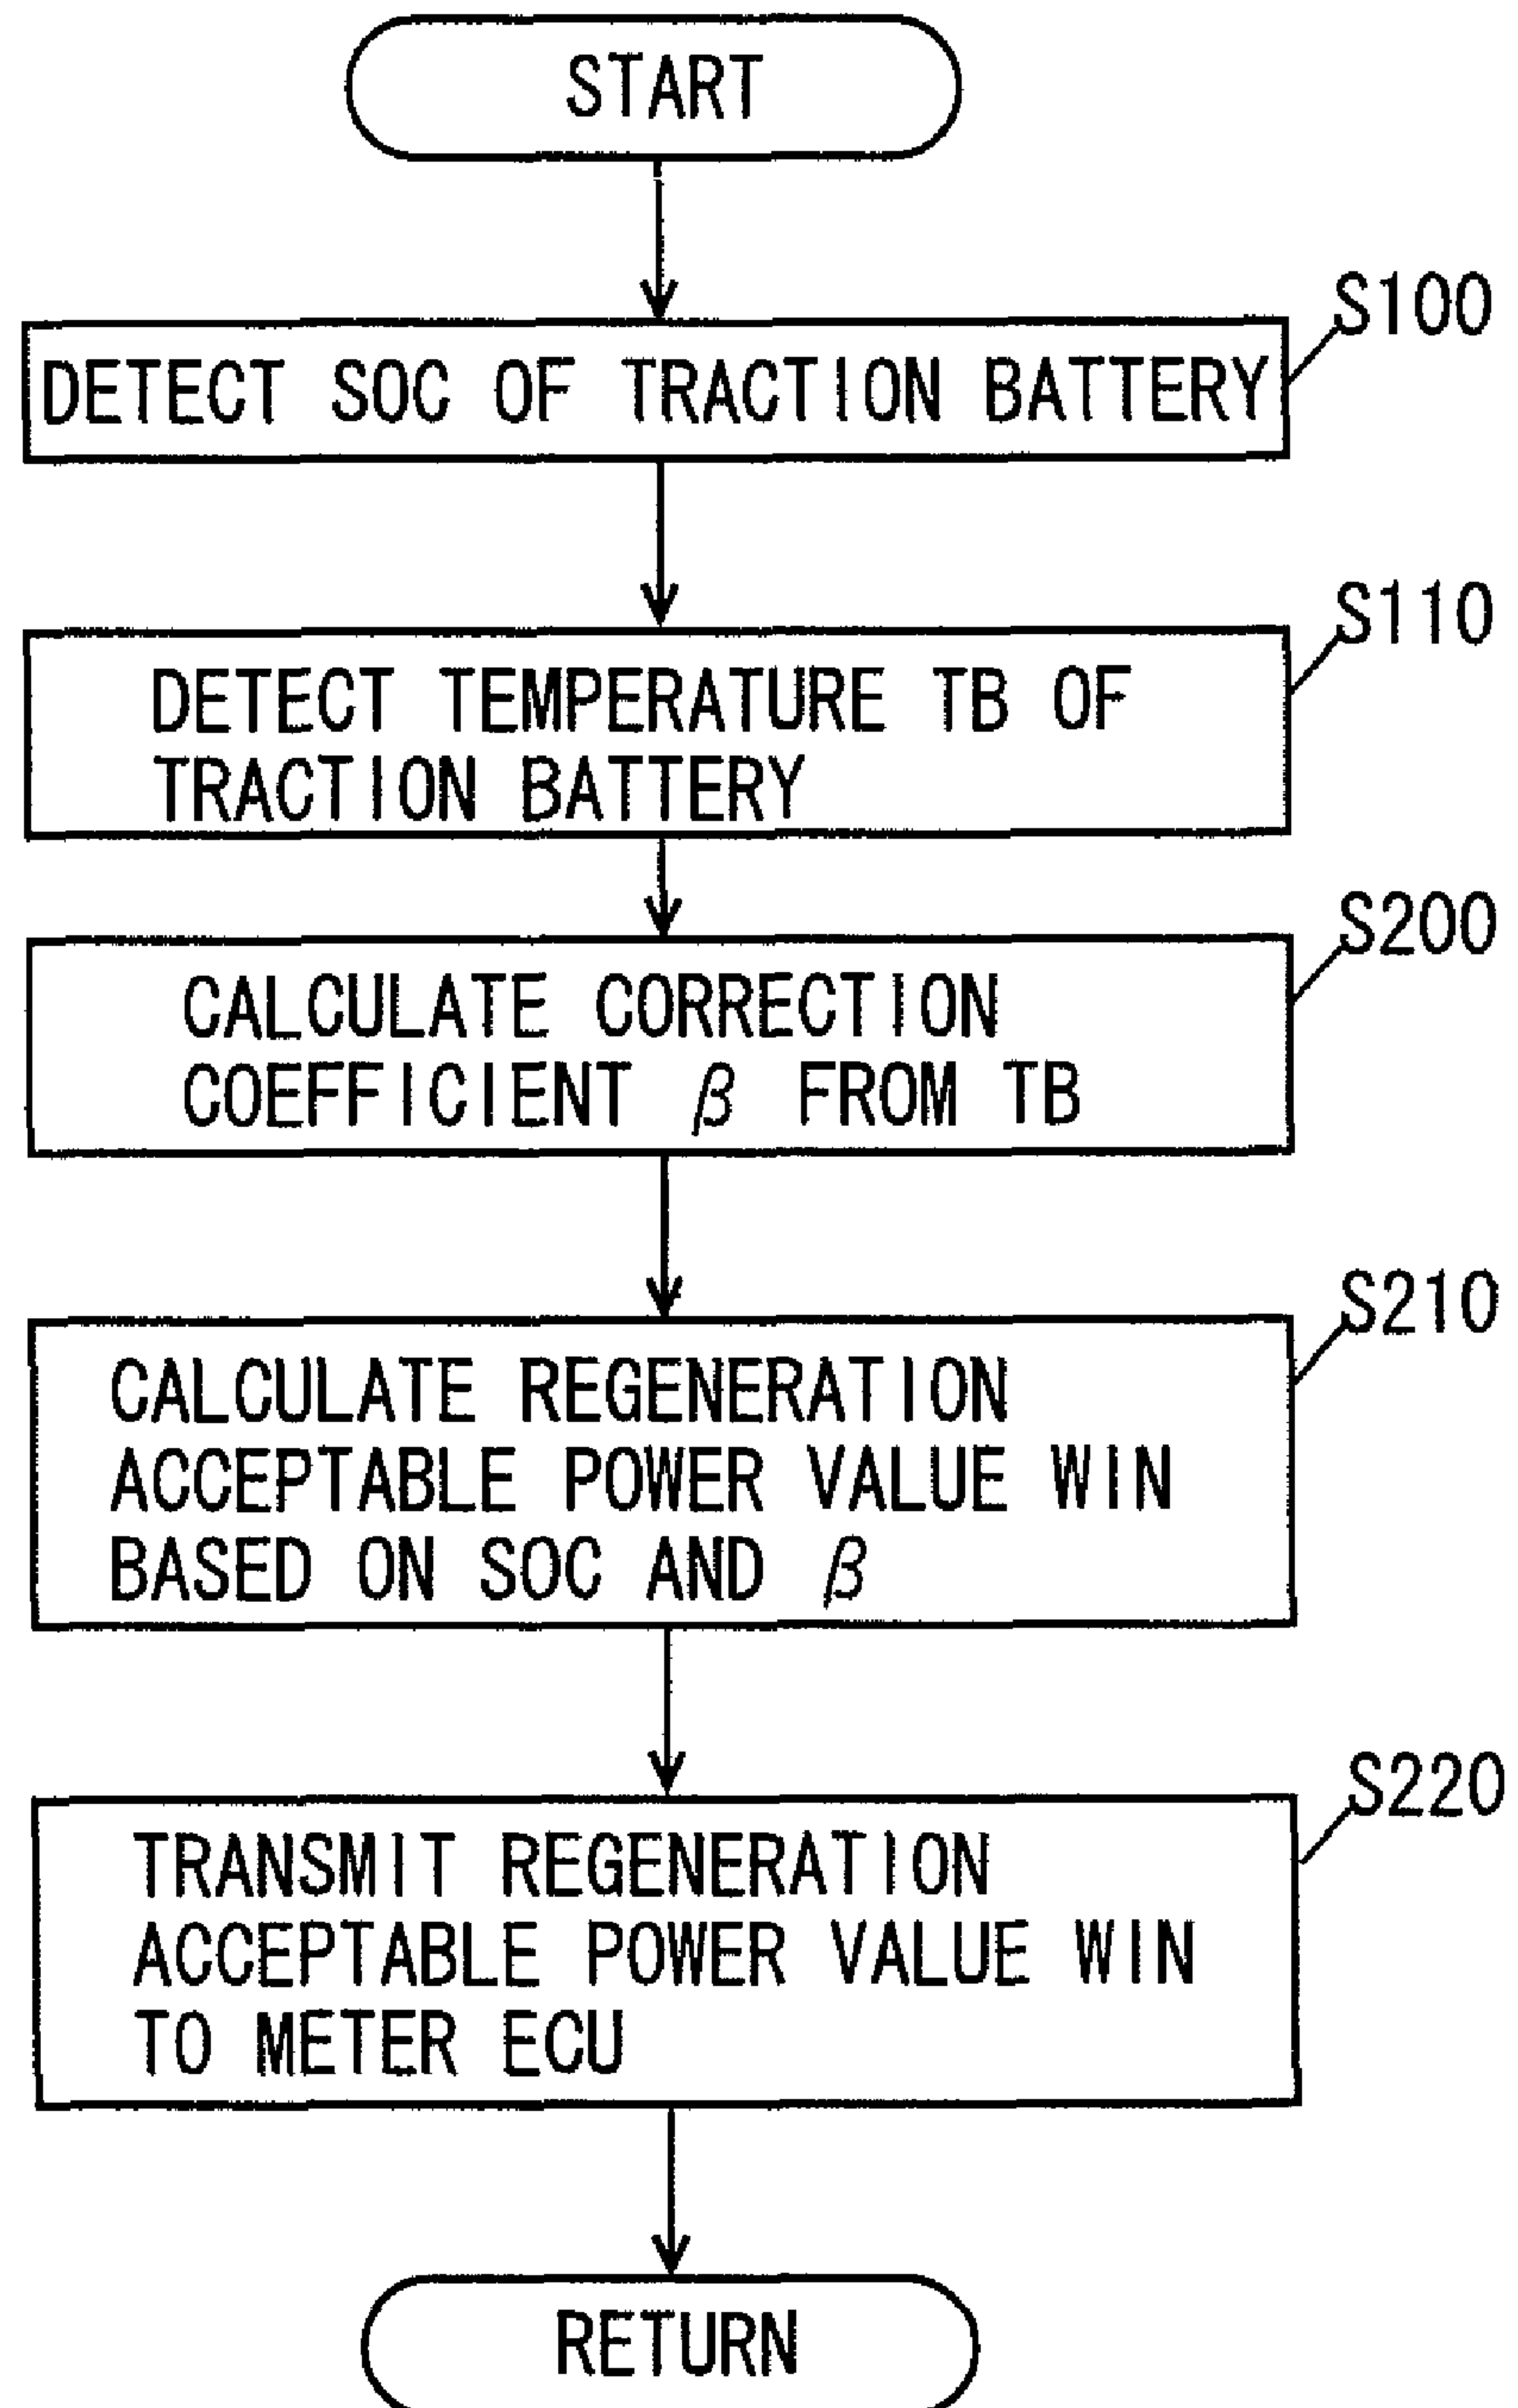 START
S100
DETECT SOC OF TRACTION BATTERY
S110
DETECT TEMPERATURE TB OF
TRACTION BATTERY
S200
CALCULATE CORRECTION
COEFFICIENT β FROM TB
S210
CALCULATE REGENERATION
ACCEPTABLE POWER VALUE WIN
BASED ON SOC AND β
S220
TRANSMIT REGENERATION
ACCEPTABLE POWER VALUE WIN
TO METER ECU
RETURN